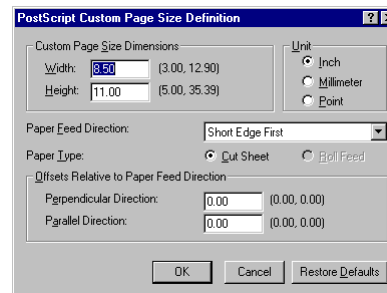 PostScript Custom Page Size Definition
Custom Page Size Dimensions
Width: 8.50 (3.00, 12.90)
Height: 11.00 (5.00, 35.39)
Unit
Inch
Millimeter
Point
Paper Feed Direction: Short Edge First
Paper Type: Cut Sheet Roll Feed
Offsets Relative to Paper Feed Direction
Perpendicular Direction: 0.00 (0.00, 0.00)
Parallel Direction: 0.00 (0.00, 0.00)
OK Cancel Restore Defaults